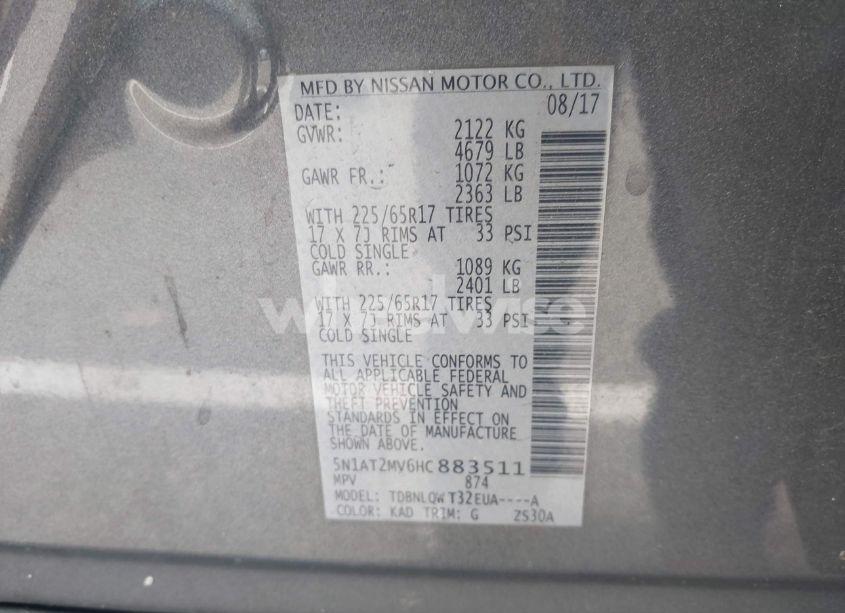 MFD BY NISSAN MOTOR CO., LTD.
DATE: 08/17
GVWR: 2122 KG
4679 LB
GAWR FR.: 1072 KG
2363 LB
WITH 225/65R17 TIRES
17 X 7J RIMS AT 33 PSI
COLD SINGLE
GAWR RR.: 1089 KG
2401 LB
WITH 225/65R17 TIRES
17 X 7J RIMS AT 33 PSI
COLD SINGLE
THIS VEHICLE CONFORMS TO
ALL APPLICABLE FEDERAL
MOTOR VEHICLE SAFETY AND
THEFT PREVENTION
STANDARDS IN EFFECT ON
THE DATE OF MANUFACTURE
SHOWN ABOVE.
5N1AT2MV6HC883511
MPV 874
MODEL: TDBNLQW T32EUA----A
COLOR: KAD TRIM: G ZS30A